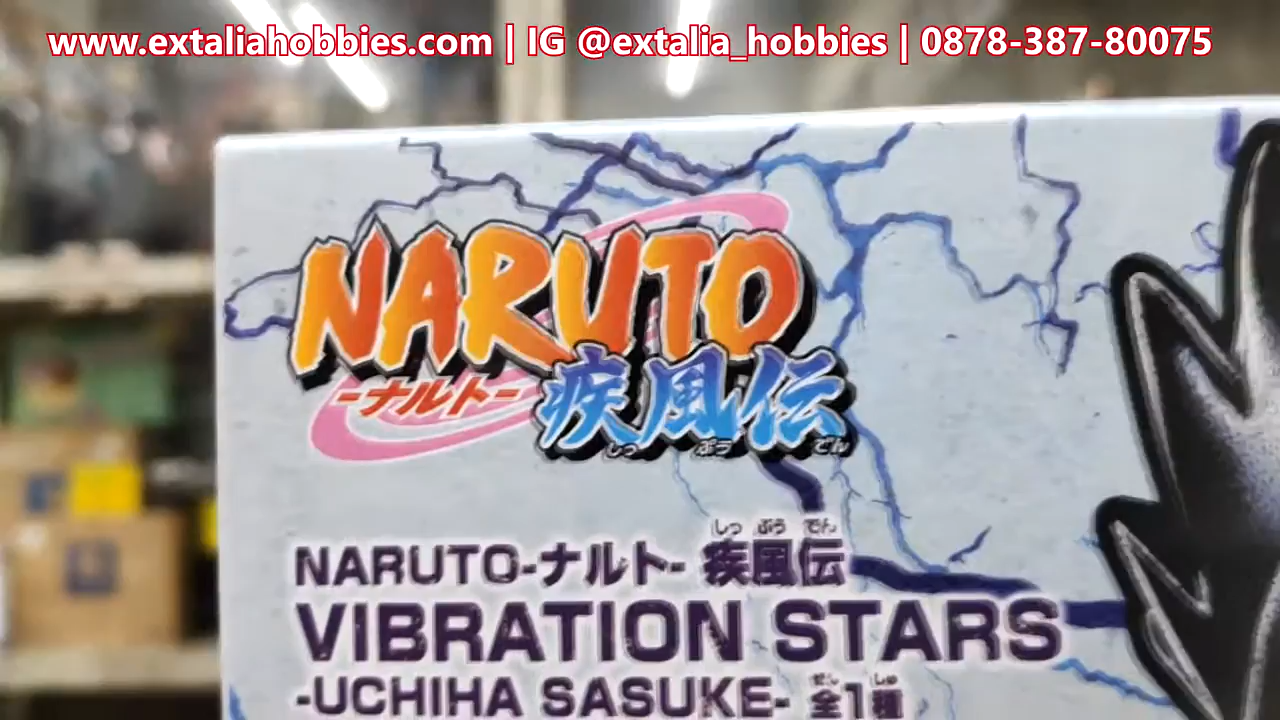 www.extaliahobbies.com | IG @extalia_hobbies | 0878-387-80075
NARUTO
-ナルト- 疾風伝
しっ ぷう でん
しっ ぷう でん
NARUTO-ナルト- 疾風伝
VIBRATION STARS
ぜん しゅ
-UCHIHA SASUKE- 全1種